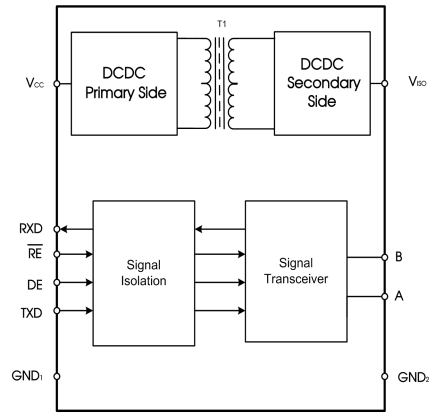 T1
DCDC
Primary Side
DCDC
Secondary
Side
Vcc
VISO
RXD
RE
DE
TXD
Signal
Isolation
Signal
Transceiver
B
A
GND1
GND2